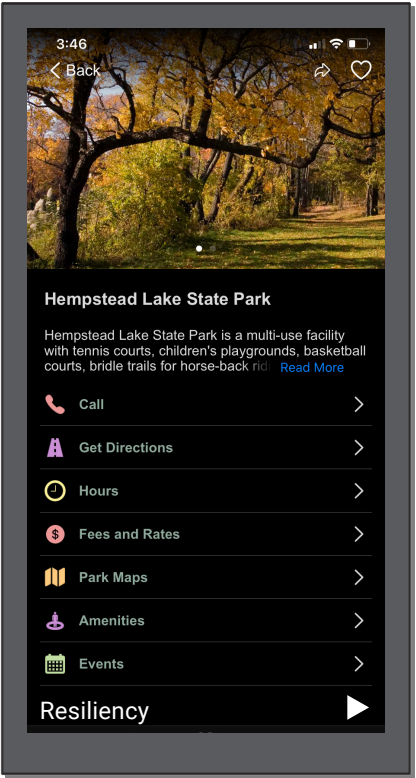 3:46
Back
Hempstead Lake State Park
Hempstead Lake State Park is a multi-use facility
with tennis courts, children's playgrounds, basketball
courts, bridle trails for horse-back rid Read More
Call
Get Directions
Hours
$ Fees and Rates
Park Maps
Amenities
Events
Resiliency